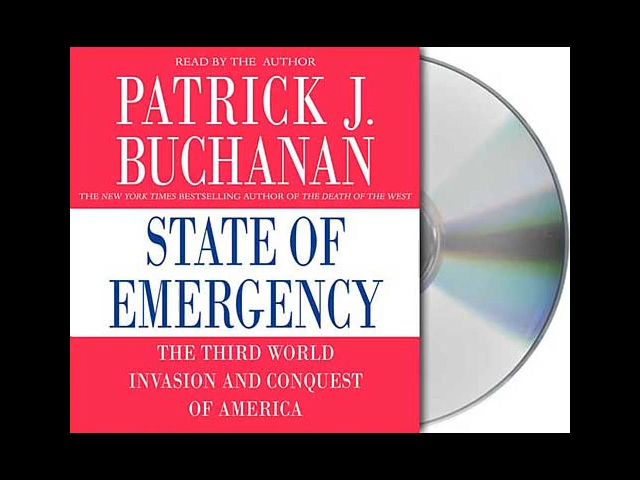 READ BY THE AUTHOR
PATRICK J.
BUCHANAN
THE NEW YORK TIMES BESTSELLING AUTHOR OF THE DEATH OF THE WEST
STATE OF
EMERGENCY
THE THIRD WORLD
INVASION AND CONQUEST
OF AMERICA